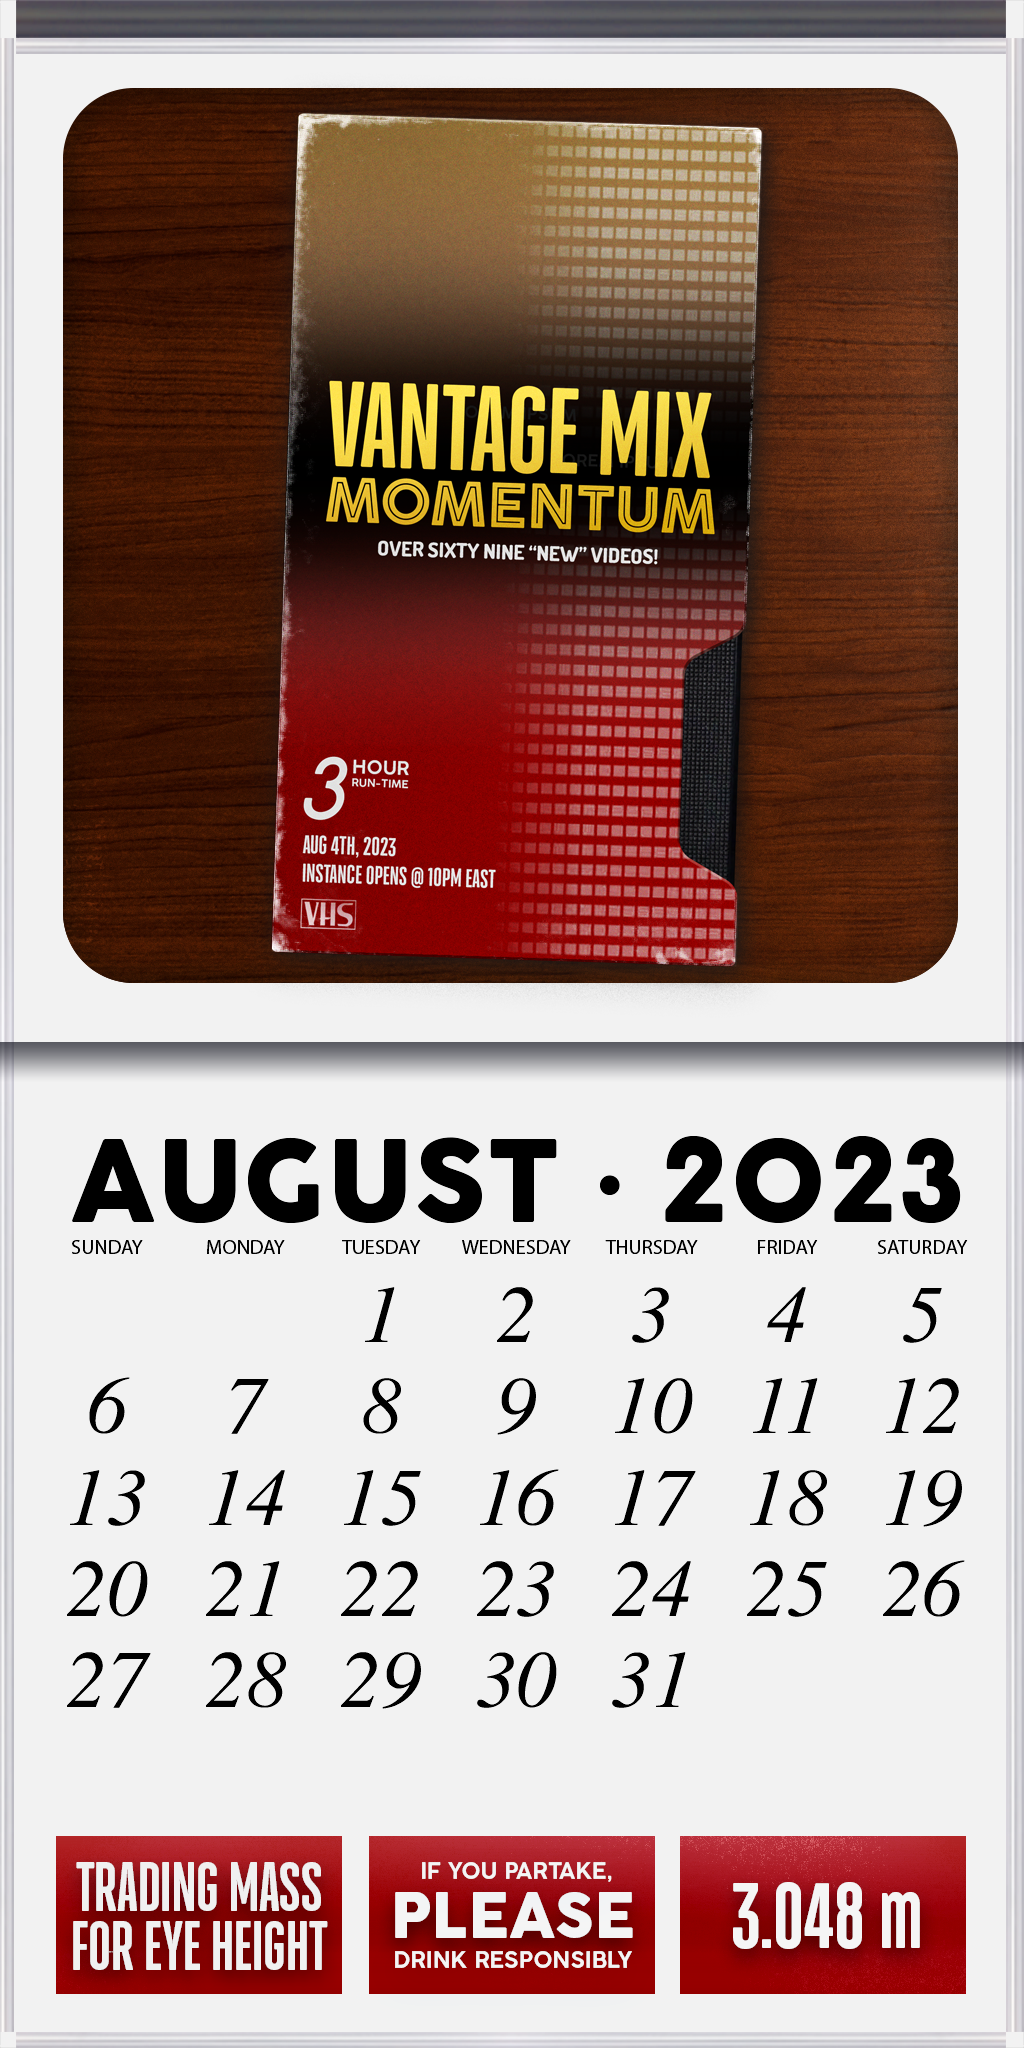 VANTAGE MIX
MOMENTUM
OVER SIXTY NINE “NEW” VIDEOS!
3 HOUR
RUN-TIME
AUG 4TH, 2023
INSTANCE OPENS @ 10PM EAST
VHS
AUGUST · 2023
SUNDAY MONDAY TUESDAY WEDNESDAY THURSDAY FRIDAY SATURDAY
1 2 3 4 5
6 7 8 9 10 11 12
13 14 15 16 17 18 19
20 21 22 23 24 25 26
27 28 29 30 31
TRADING MASS
FOR EYE HEIGHT
IF YOU PARTAKE,
PLEASE
DRINK RESPONSIBLY
3.048 m